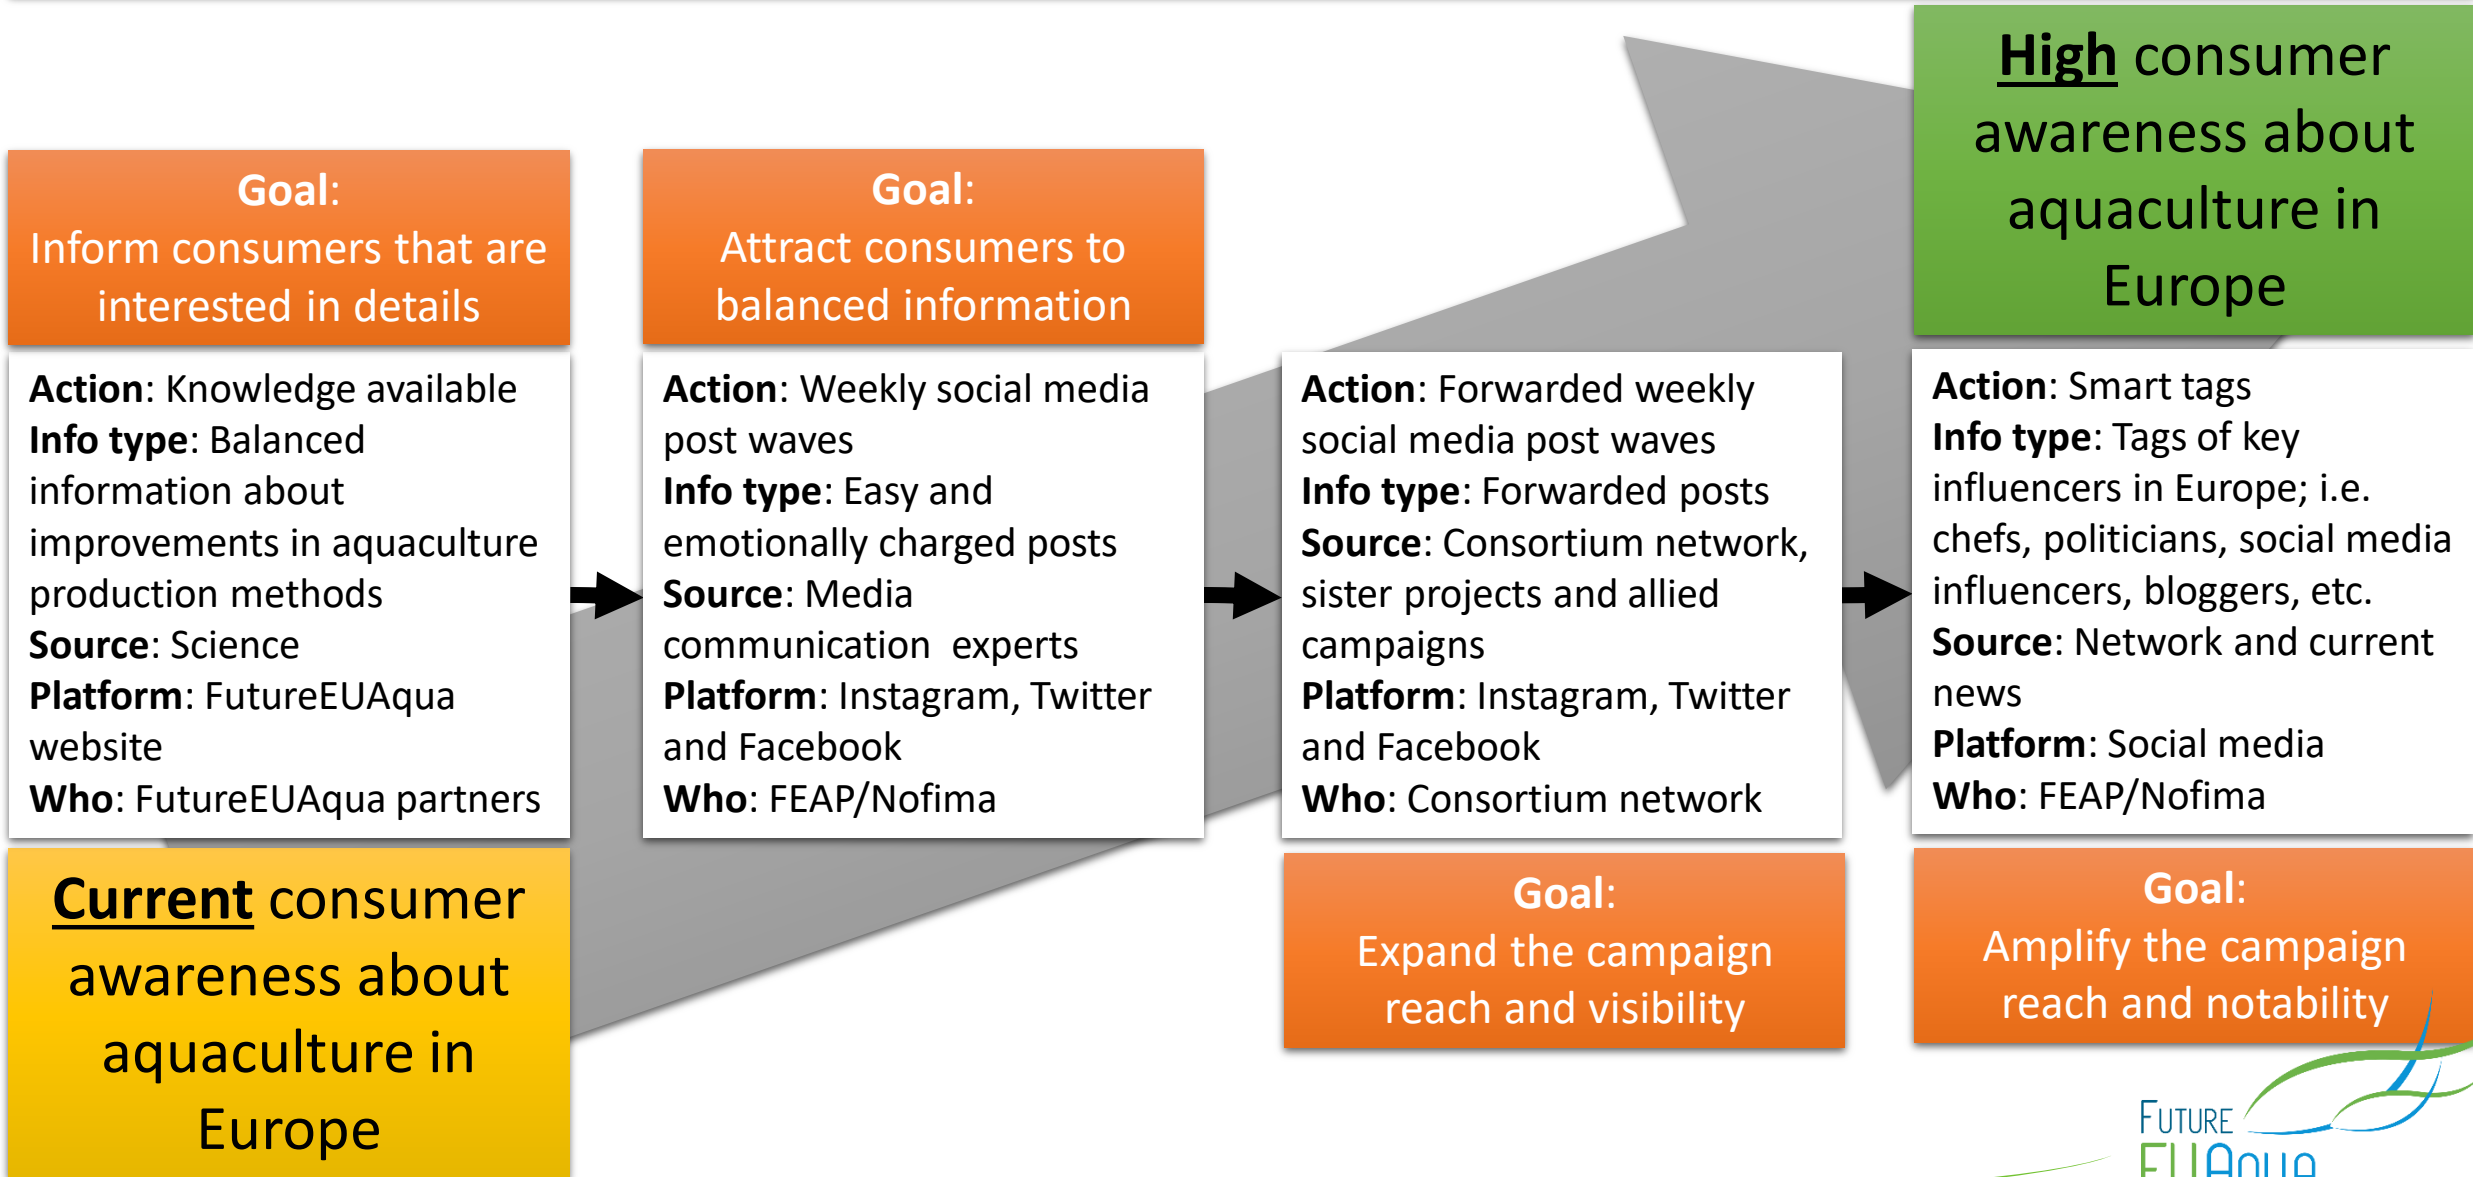 High consumer
awareness about
aquaculture in
Europe
Goal:
Inform consumers that are
interested in details
Action: Knowledge available
Info type: Balanced
information about
improvements in aquaculture
production methods
Source: Science
Platform: FutureEUAqua
website
Who: FutureEUAqua partners
Current consumer
awareness about
aquaculture in
Europe
Goal:
Attract consumers to
balanced information
Action: Weekly social media
post waves
Info type: Easy and
emotionally charged posts
Source: Media
communication  experts
Platform: Instagram, Twitter
and Facebook
Who: FEAP/Nofima
Action: Forwarded weekly
social media post waves
Info type: Forwarded posts
Source: Consortium network,
sister projects and allied
campaigns
Platform: Instagram, Twitter
and Facebook
Who: Consortium network
Goal:
Expand the campaign
reach and visibility
Action: Smart tags
Info type: Tags of key
influencers in Europe; i.e.
chefs, politicians, social media
influencers, bloggers, etc.
Source: Network and current
news
Platform: Social media
Who: FEAP/Nofima
Goal:
Amplify the campaign
reach and notability
FUTURE
EUAQUA